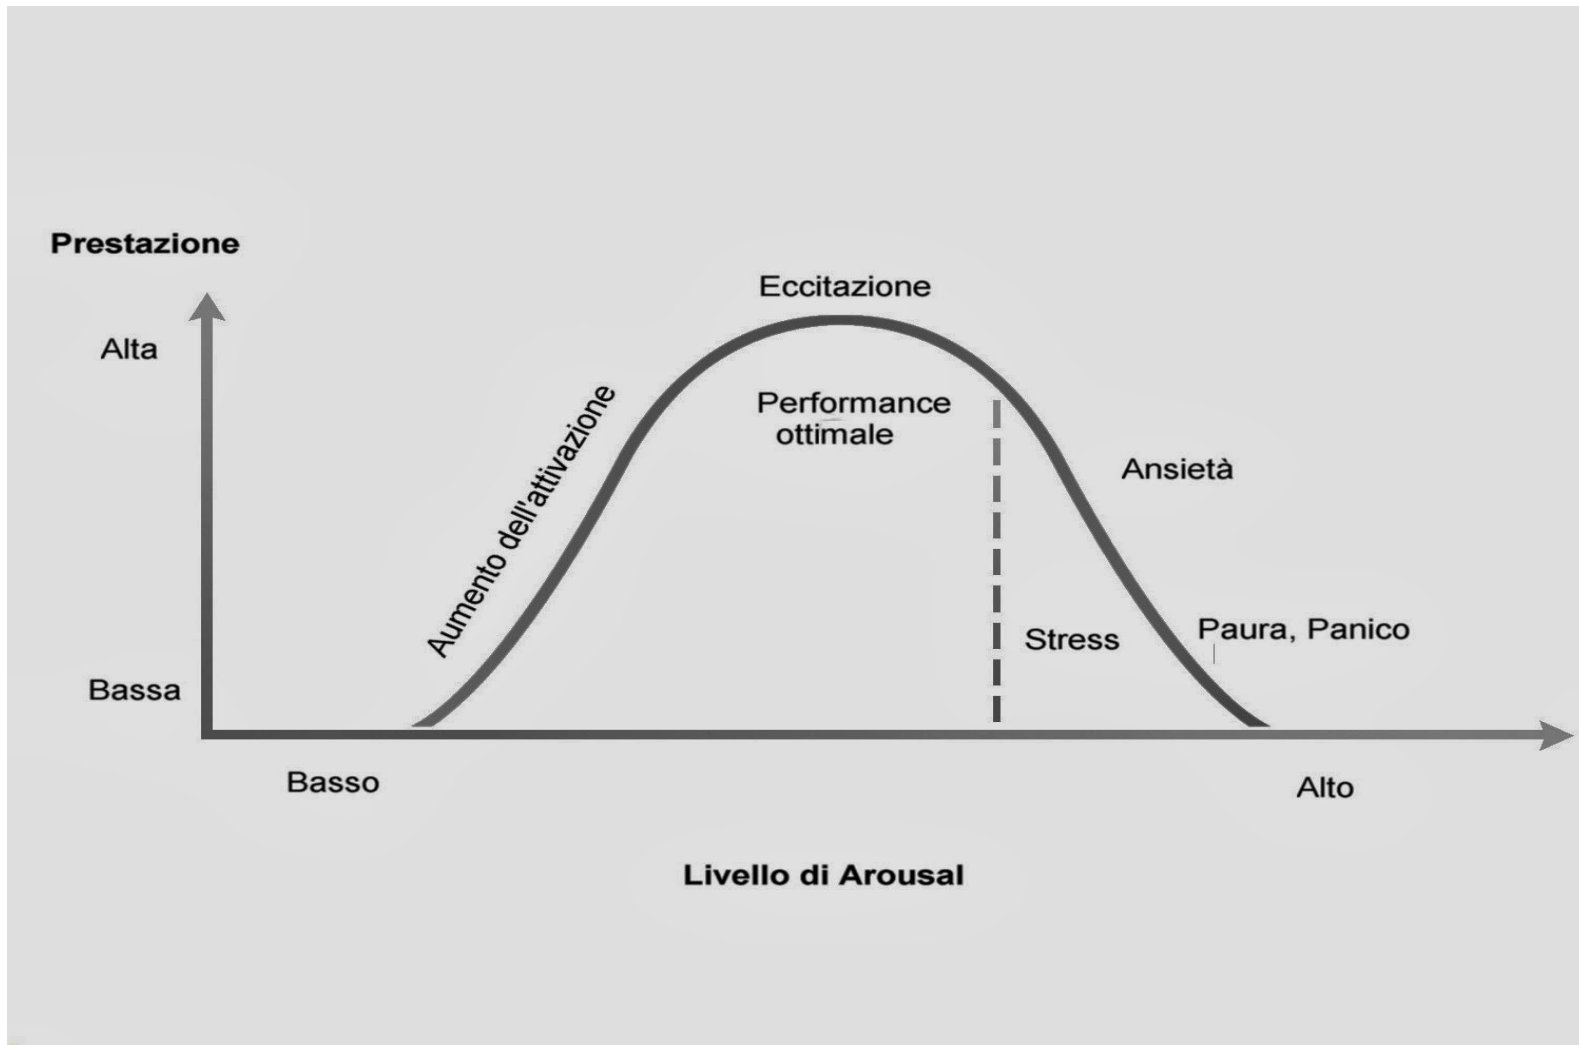 Prestazione
Eccitazione
Alta
Aumento dell'attivazione
Performance
ottimale
Ansietà
Stress
Paura, Panico
Bassa
Basso
Alto
Livello di Arousal